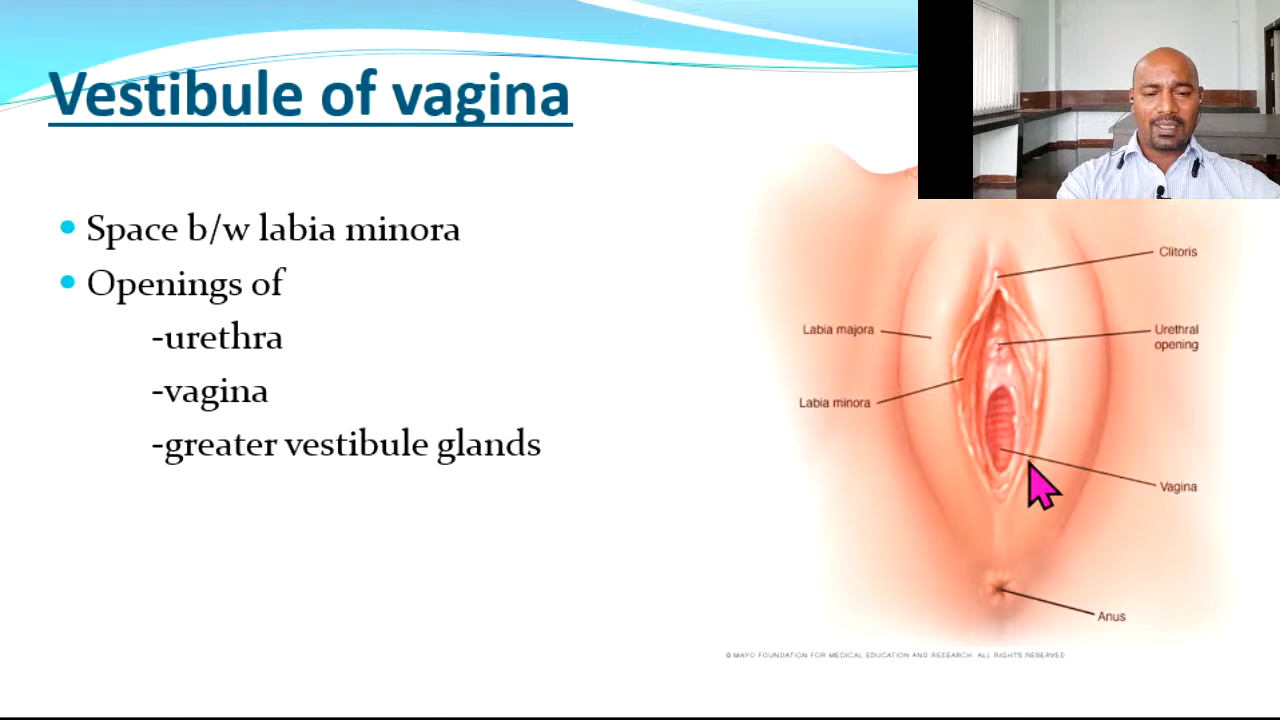 Vestibule of vagina
Space b/w labia minora
Openings of
-urethra
-vagina
-greater vestibule glands
Clitoris
Labia majora
Urethral
opening
Labia minora
Vagina
Anus
© MAYO FOUNDATION FOR MEDICAL EDUCATION AND RESEARCH. ALL RIGHTS RESERVED.